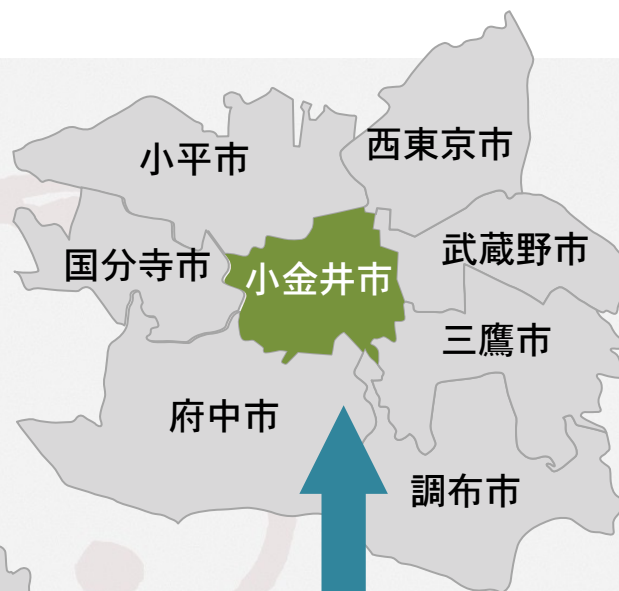 西東京市
小平市
武蔵野市
国分寺市
小金井市
三鷹市
府中市
調布市